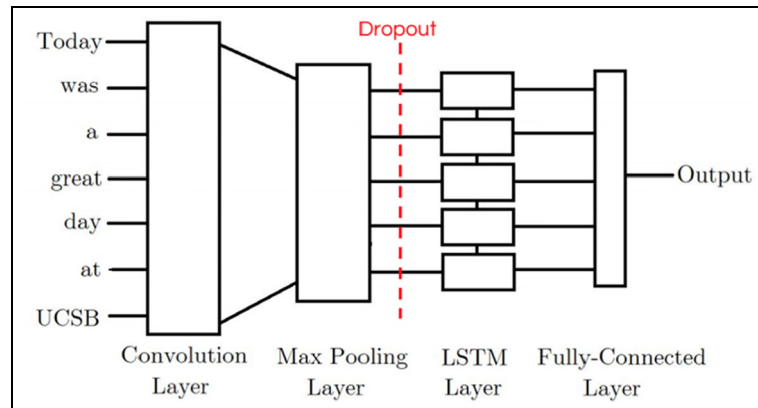 Dropout
Today
was
a
great
day
at
UCSB
Output
Convolution
Layer
Max Pooling
Layer
LSTM
Layer
Fully-Connected
Layer